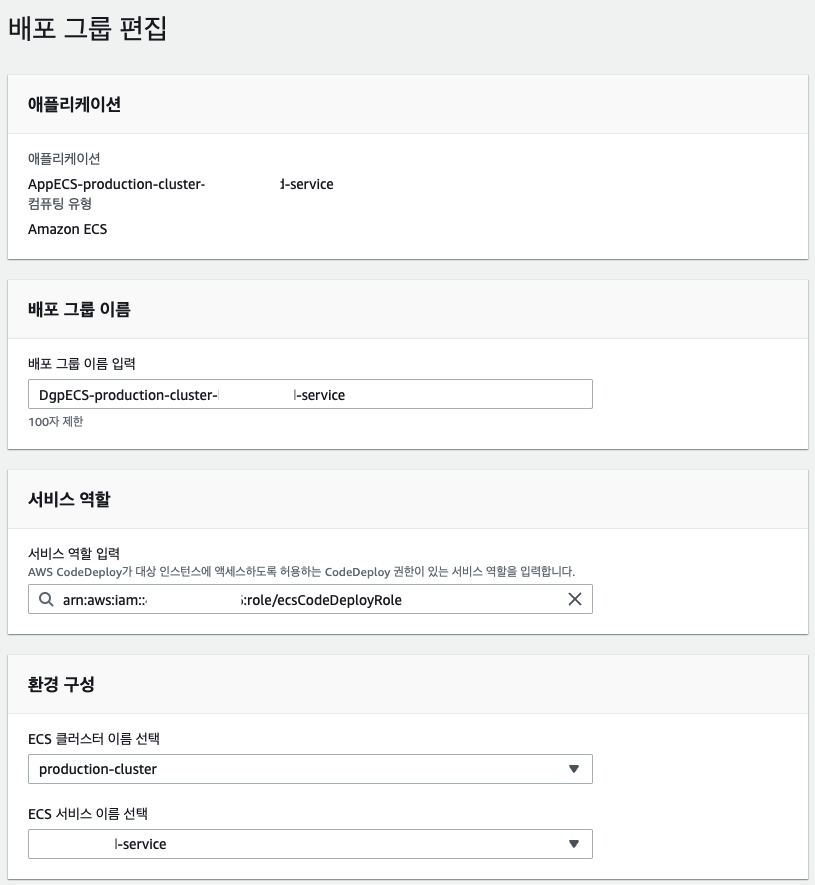 배포 그룹 편집
애플리케이션
애플리케이션
AppECS-production-cluster- d-service
컴퓨팅 유형
Amazon ECS
배포 그룹 이름
배포 그룹 이름 입력
DgpECS-production-cluster- -service
100자 제한
서비스 역할
서비스 역할 입력
AWS CodeDeploy가 대상 인스턴스에 액세스하도록 허용하는 CodeDeploy 권한이 있는 서비스 역할을 입력합니다.
arn:aws:iam:: :role/ecsCodeDeployRole
환경 구성
ECS 클러스터 이름 선택
production-cluster
ECS 서비스 이름 선택
-service